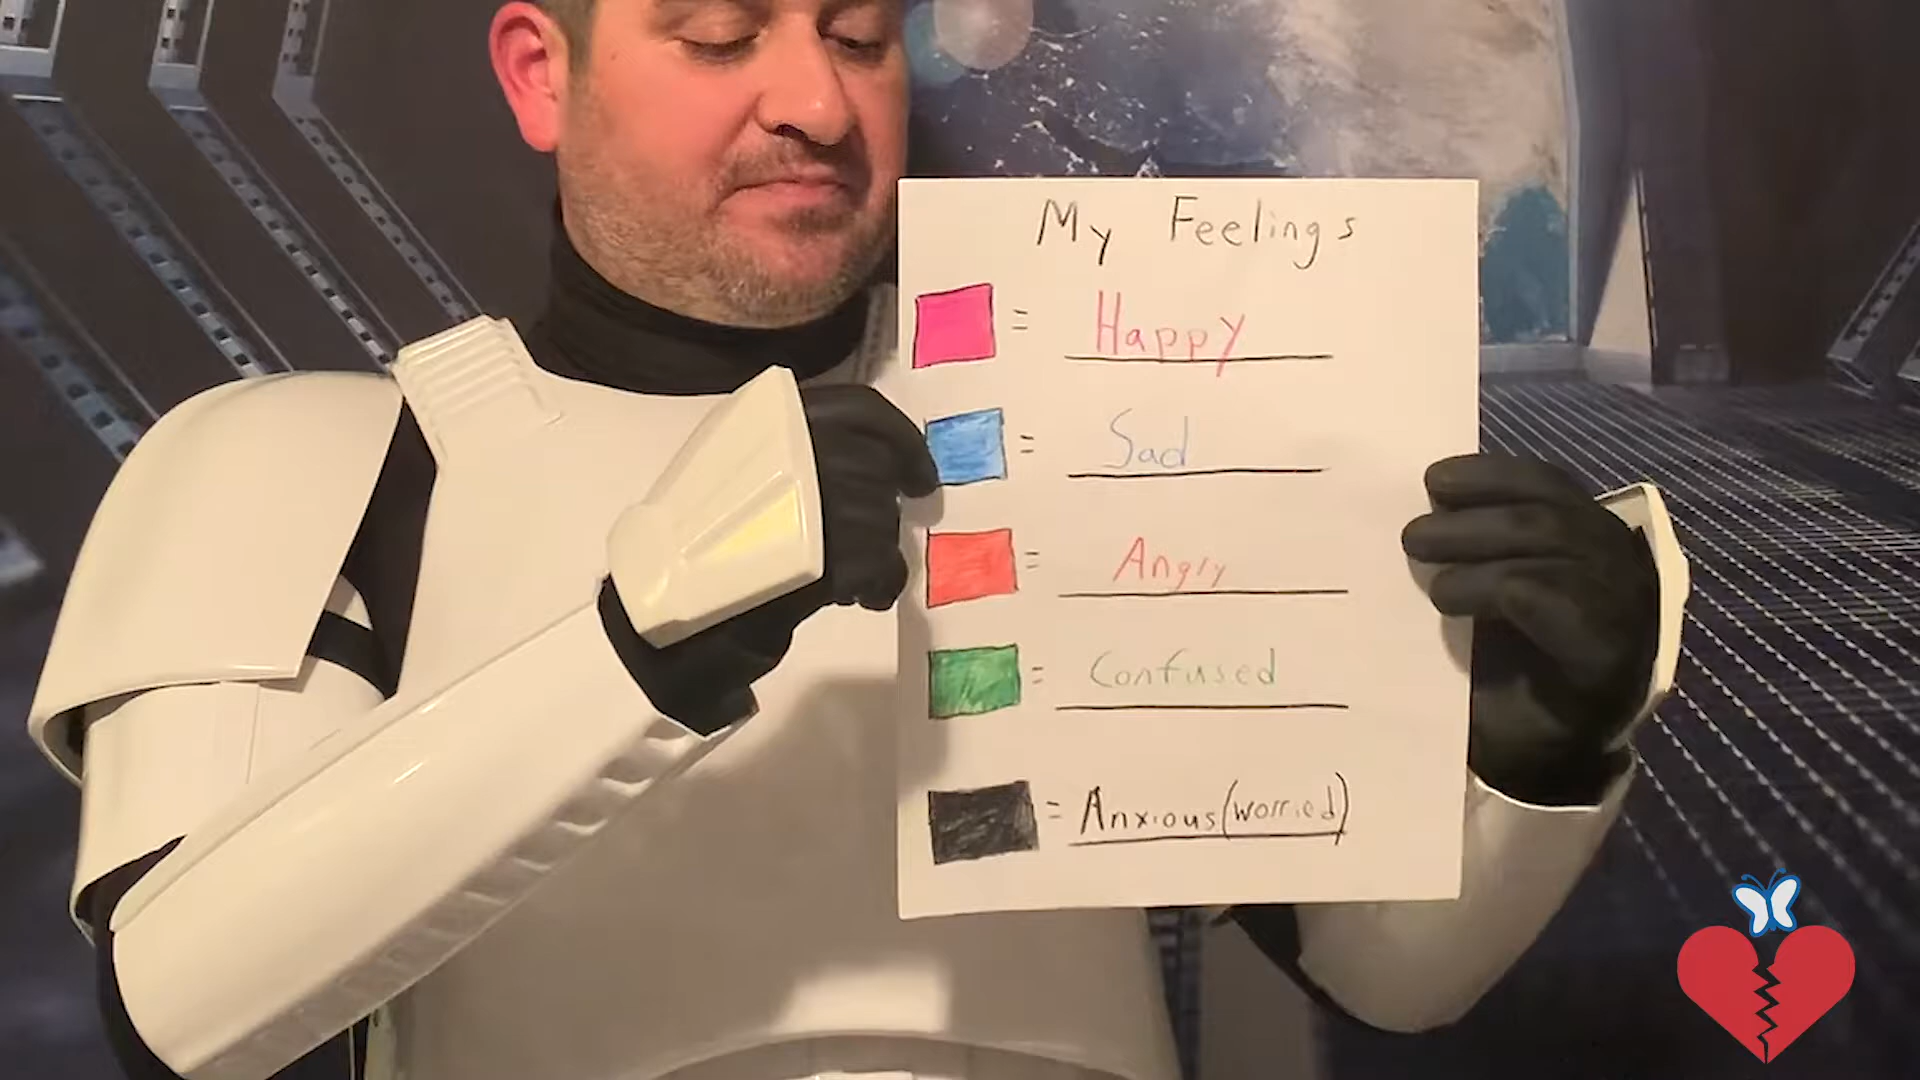 My Feelings
= Happy
= Sad
= Angry
= Confused
= Anxious (worried)